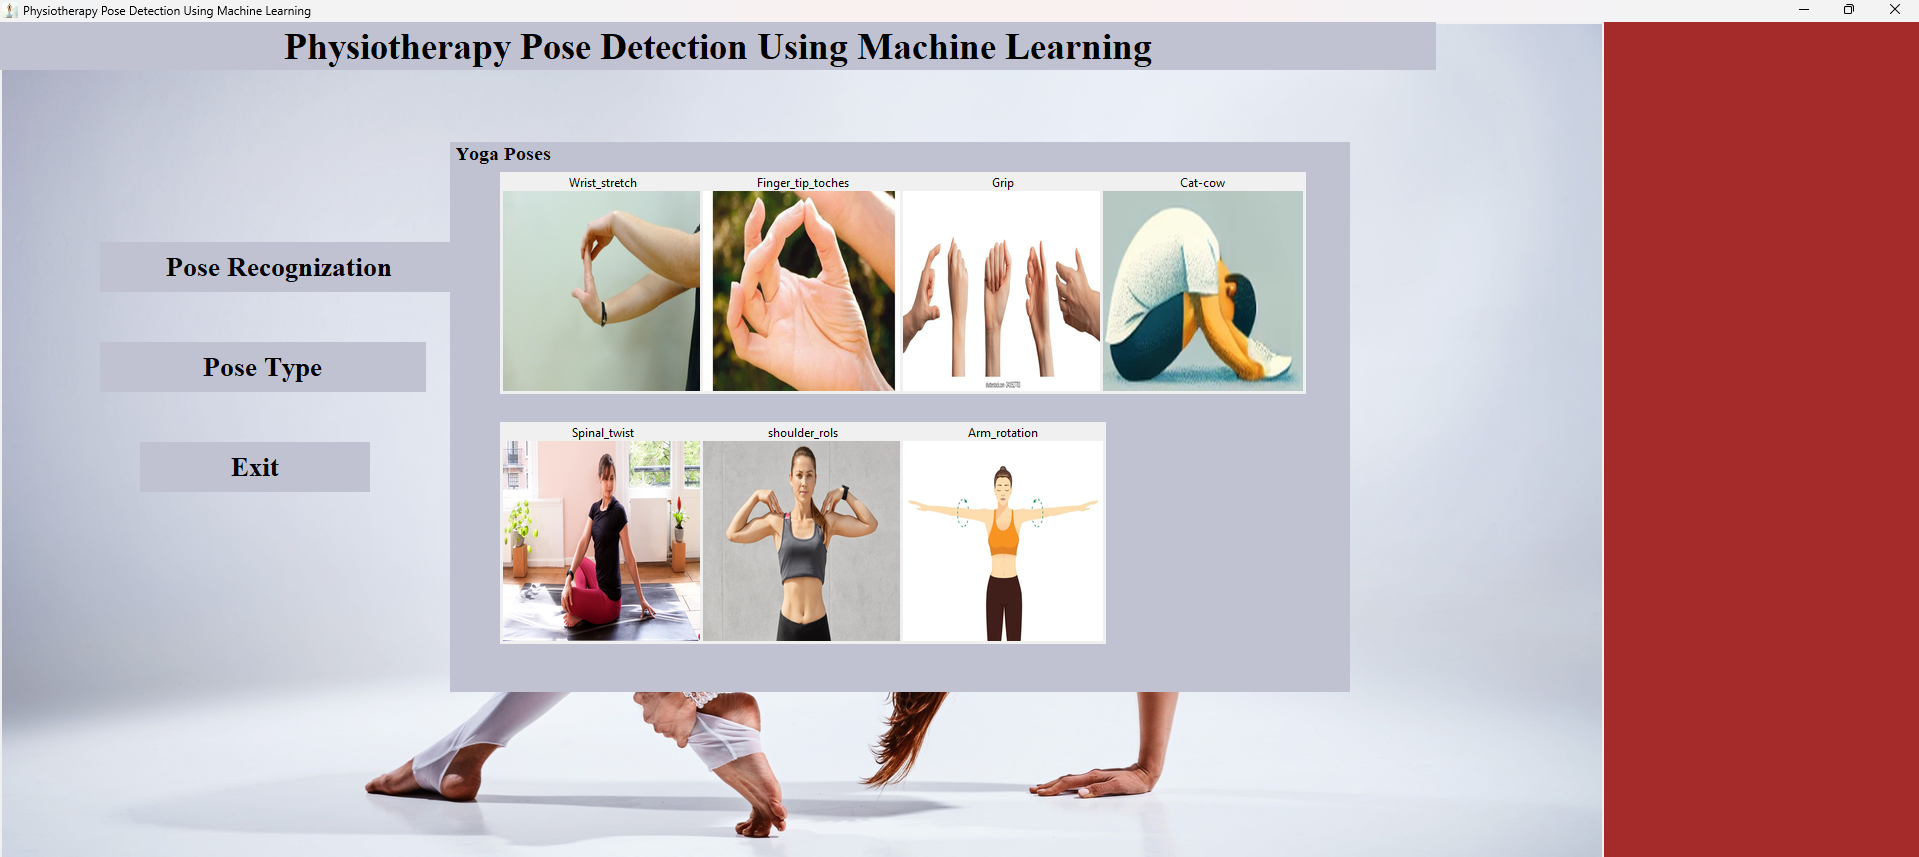 Physiotherapy Pose Detection Using Machine Learning
Physiotherapy Pose Detection Using Machine Learning
Yoga Poses
Wrist_stretch Finger_tip_toches Grip Cat-cow
Pose Recognization
Pose Type
Spinal_twist shoulder_rols Arm_rotation
Exit